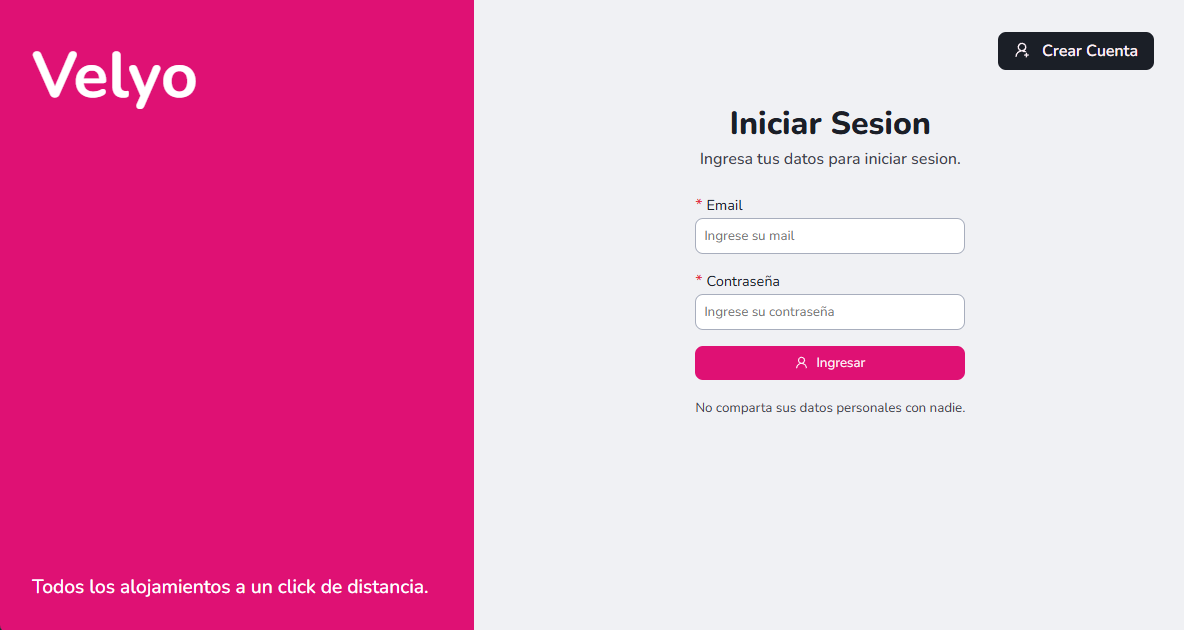 Velyo
Todos los alojamientos a un click de distancia.
Crear Cuenta
Iniciar Sesion
Ingresa tus datos para iniciar sesion.
* Email
Ingrese su mail
* Contraseña
Ingrese su contraseña
Ingresar
No comparta sus datos personales con nadie.